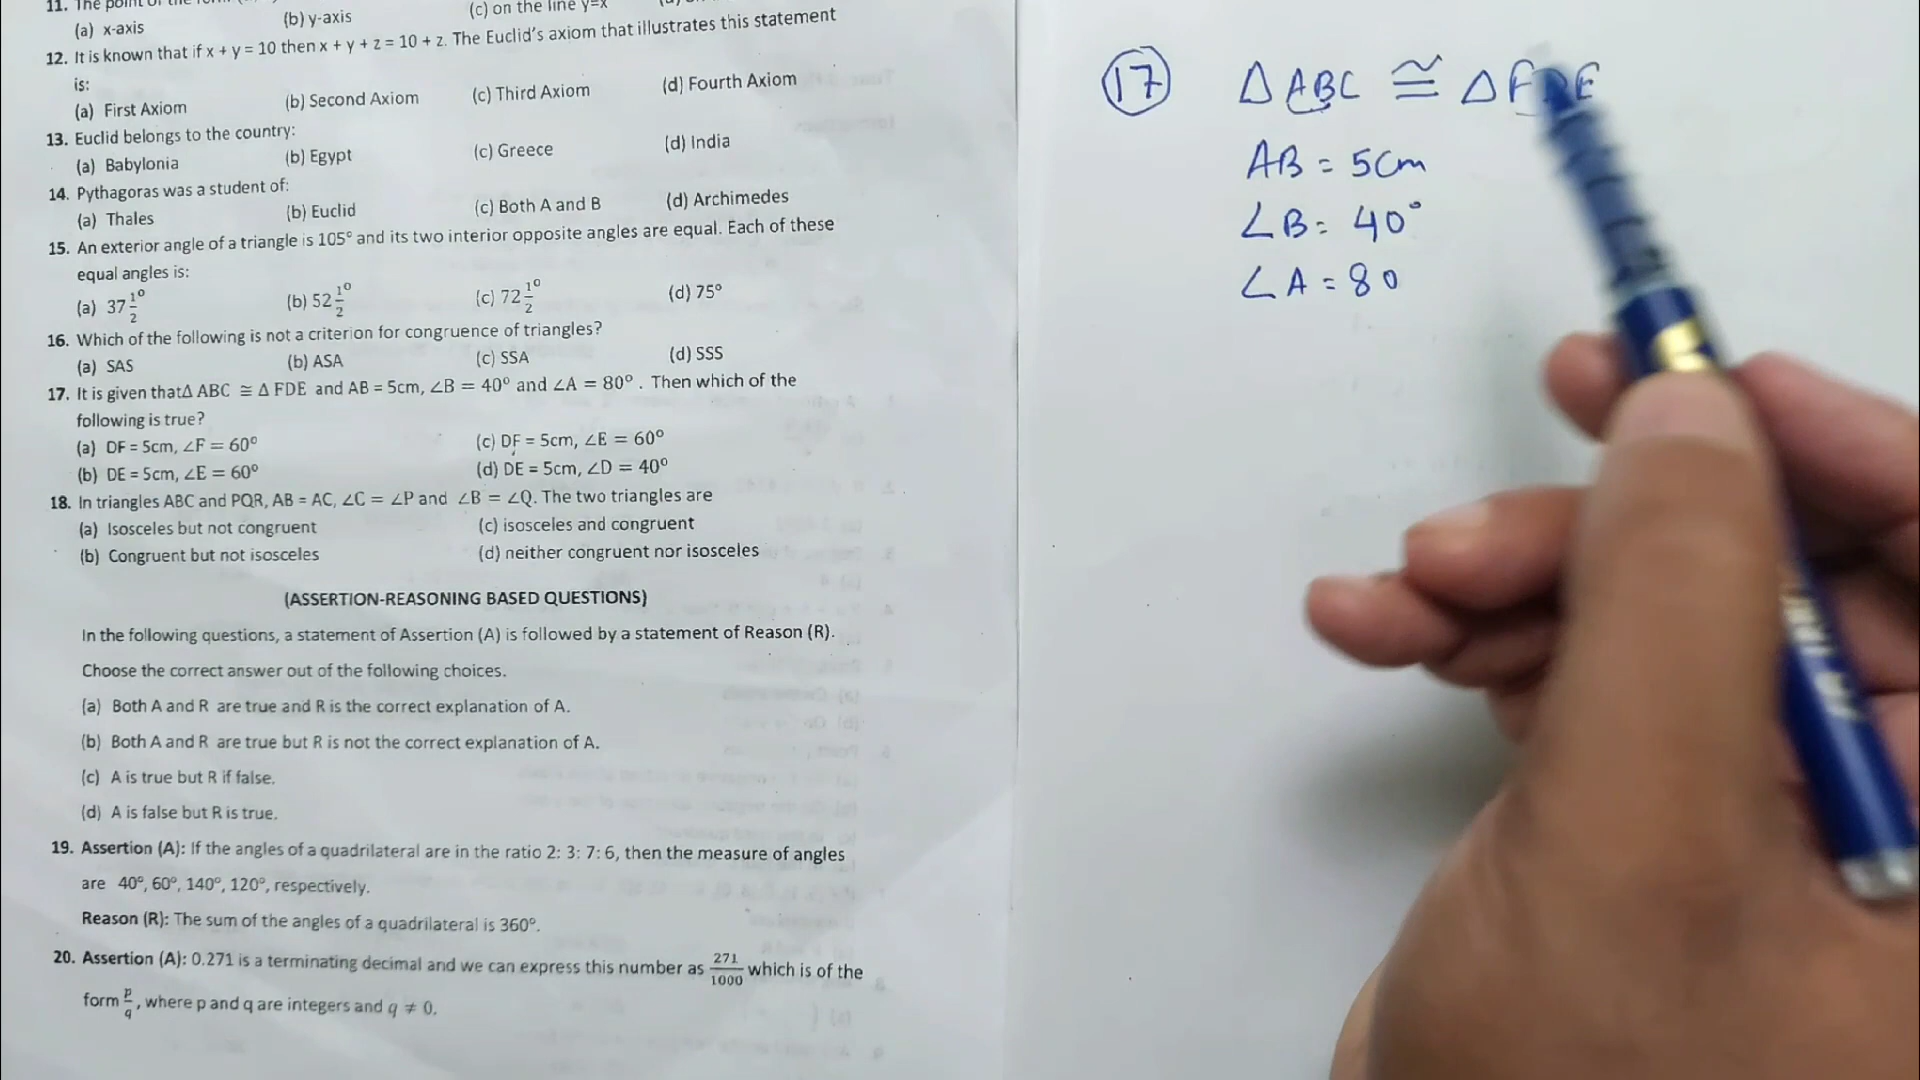 11. The point of the
(a) x-axis (b) y-axis (c) on the line y=x
12. It is known that if x + y = 10 then x + y + z = 10 + z. The Euclid's axiom that illustrates this statement
is:
(a) First Axiom (b) Second Axiom (c) Third Axiom (d) Fourth Axiom
13. Euclid belongs to the country:
(a) Babylonia (b) Egypt (c) Greece (d) India
14. Pythagoras was a student of:
(a) Thales (b) Euclid (c) Both A and B (d) Archimedes
15. An exterior angle of a triangle is 105° and its two interior opposite angles are equal. Each of these
equal angles is:
(a) 37 1/2° (b) 52 1/2° (c) 72 1/2° (d) 75°
16. Which of the following is not a criterion for congruence of triangles?
(a) SAS (b) ASA (c) SSA (d) SSS
17. It is given that∆ ABC ≅ ∆ FDE and AB = 5cm, ∠B = 40° and ∠A = 80° . Then which of the
following is true?
(a) DF = 5cm, ∠F = 60° (c) DF = 5cm, ∠E = 60°
(b) DE = 5cm, ∠E = 60° (d) DE = 5cm, ∠D = 40°
18. In triangles ABC and PQR, AB = AC, ∠C = ∠P and ∠B = ∠Q. The two triangles are
(a) Isosceles but not congruent (c) isosceles and congruent
(b) Congruent but not isosceles (d) neither congruent nor isosceles
(ASSERTION-REASONING BASED QUESTIONS)
In the following questions, a statement of Assertion (A) is followed by a statement of Reason (R).
Choose the correct answer out of the following choices.
(a) Both A and R are true and R is the correct explanation of A.
(b) Both A and R are true but R is not the correct explanation of A.
(c) A is true but R if false.
(d) A is false but R is true.
19. Assertion (A): If the angles of a quadrilateral are in the ratio 2: 3: 7: 6, then the measure of angles
are 40°, 60°, 140°, 120°, respectively.
Reason (R): The sum of the angles of a quadrilateral is 360°.
20. Assertion (A): 0.271 is a terminating decimal and we can express this number as 271/1000 which is of the
form p/q, where p and q are integers and q ≠ 0.
17 ∆ ABC ≅ ∆ FDE
AB = 5cm
∠B = 40°
∠A = 80